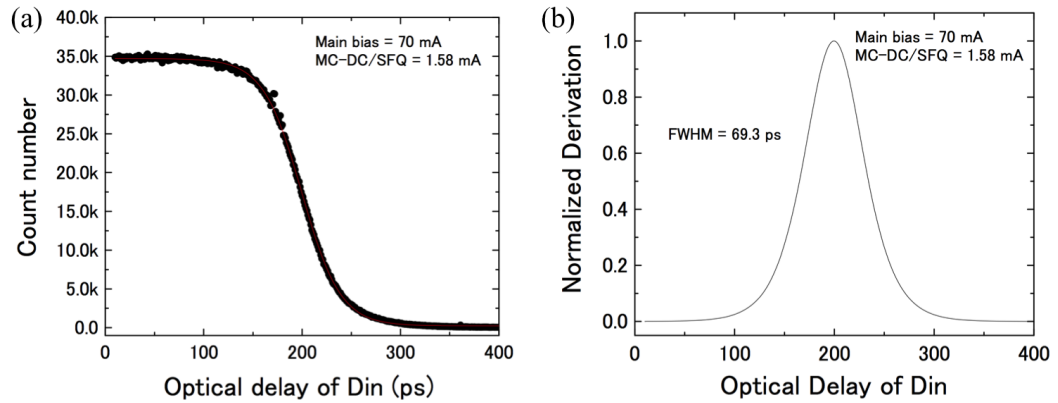 (a)
40.0k
35.0k
30.0k
25.0k
20.0k
15.0k
10.0k
5.0k
0.0
Count number
Main bias = 70 mA
MC-DC/SFQ = 1.58 mA
0 100 200 300 400
Optical delay of Din (ps)
(b)
1.0
0.8
0.6
0.4
0.2
0.0
Normalized Derivation
Main bias = 70 mA
MC-DC/SFQ = 1.58 mA
FWHM = 69.3 ps
0 100 200 300 400
Optical Delay of Din